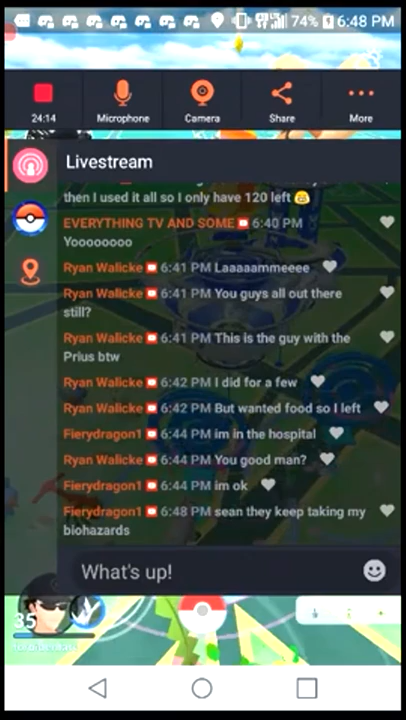 74% 6:48 PM
24:14 Microphone Camera Share More
Livestream
then I used it all so I only have 120 left 😂
EVERYTHING TV AND SOME 6:40 PM
Yoooooooo
Ryan Walicke 6:41 PM Laaaaammeeee
Ryan Walicke 6:41 PM You guys all out there
still?
Ryan Walicke 6:41 PM This is the guy with the
Prius btw
Ryan Walicke 6:42 PM I did for a few
Ryan Walicke 6:42 PM But wanted food so I left
Fierydragon1 6:44 PM im in the hospital
Ryan Walicke 6:44 PM You good man?
Fierydragon1 6:44 PM im ok
Fierydragon1 6:48 PM sean they keep taking my
biohazards
What's up!
35